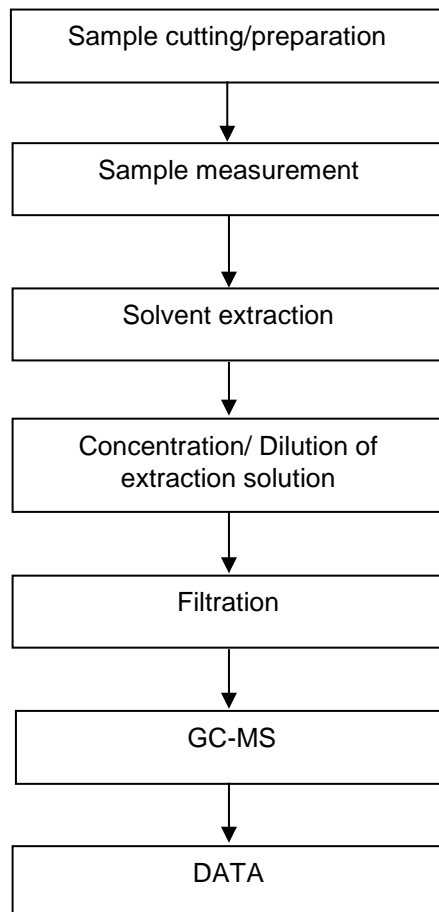 Sample cutting/preparation
Sample measurement
Solvent extraction
Concentration/ Dilution of
extraction solution
Filtration
GC-MS
DATA